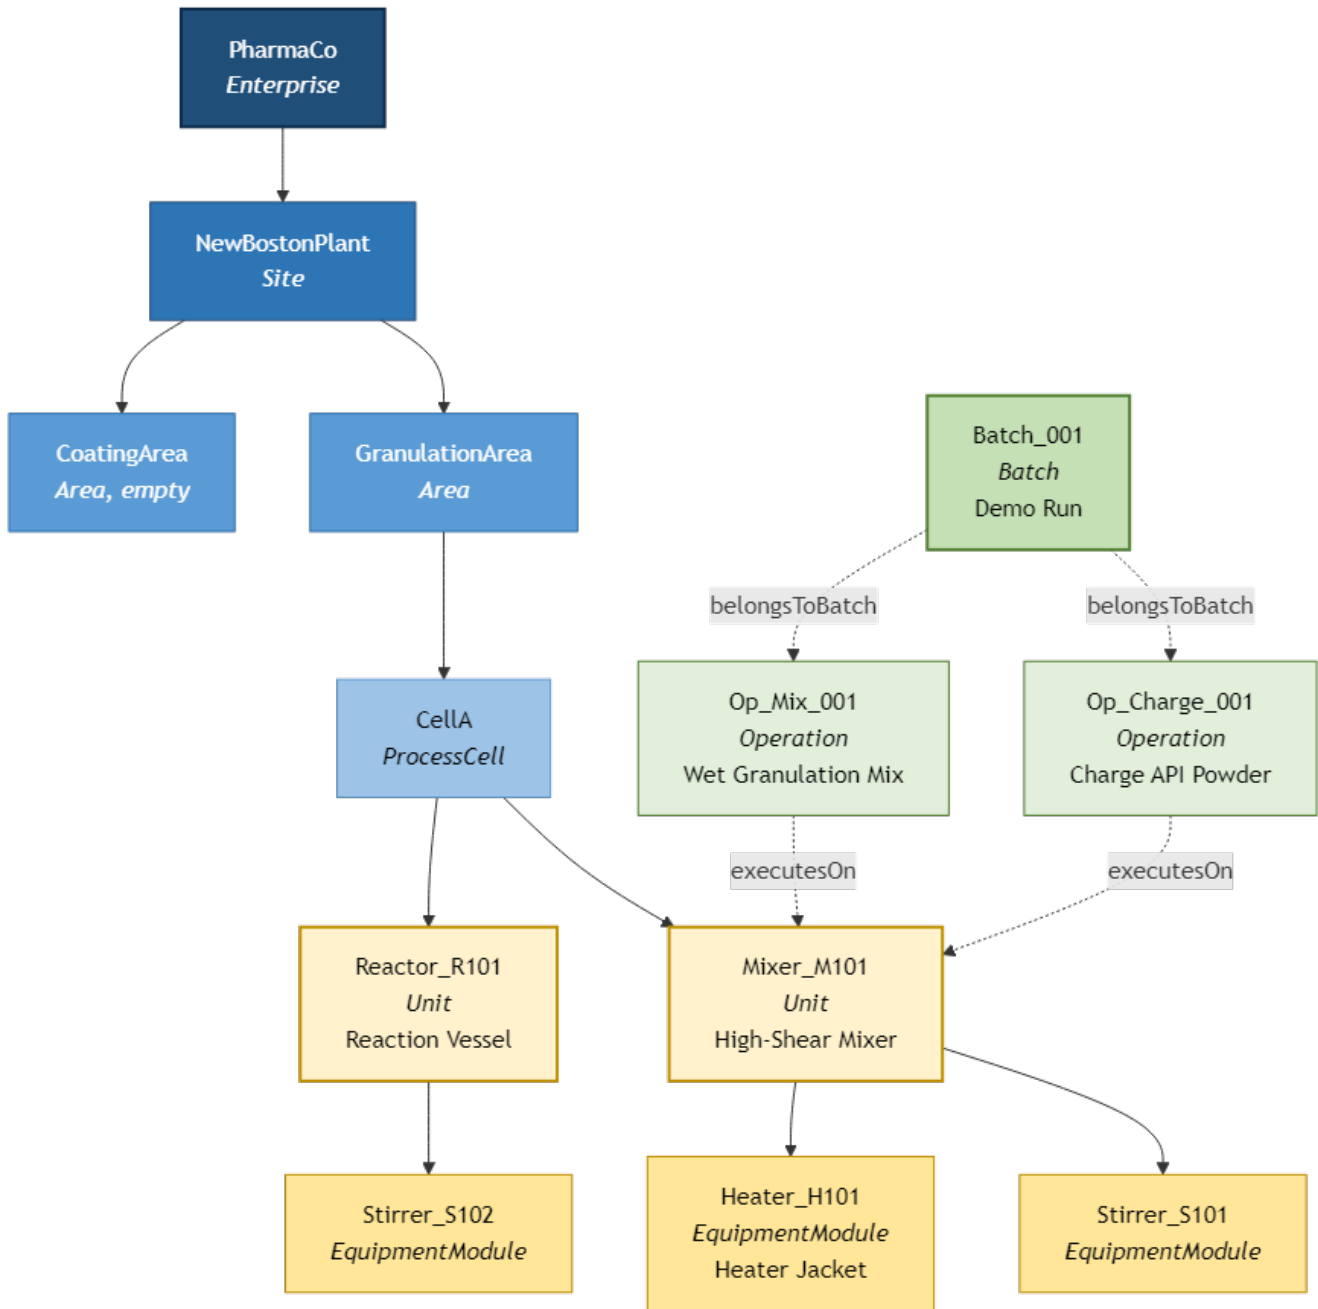 PharmaCo
Enterprise
NewBostonPlant
Site
CoatingArea
Area, empty
GranulationArea
Area
Batch_001
Batch
Demo Run
belongsToBatch
belongsToBatch
CellA
ProcessCell
Op_Mix_001
Operation
Wet Granulation Mix
Op_Charge_001
Operation
Charge API Powder
executesOn
executesOn
Reactor_R101
Unit
Reaction Vessel
Mixer_M101
Unit
High-Shear Mixer
Stirrer_S102
EquipmentModule
Heater_H101
EquipmentModule
Heater Jacket
Stirrer_S101
EquipmentModule